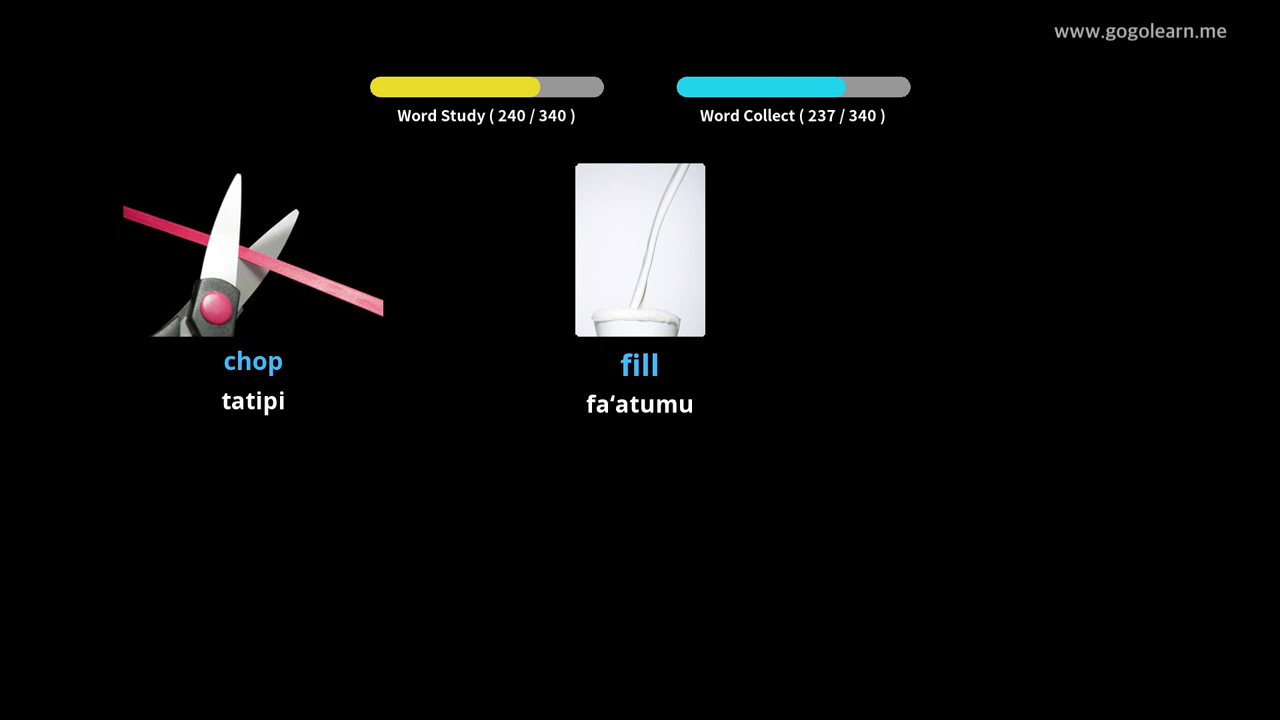 www.gogolearn.me
Word Study ( 240 / 340 )
Word Collect ( 237 / 340 )
chop
tatipi
fill
fa‘atumu